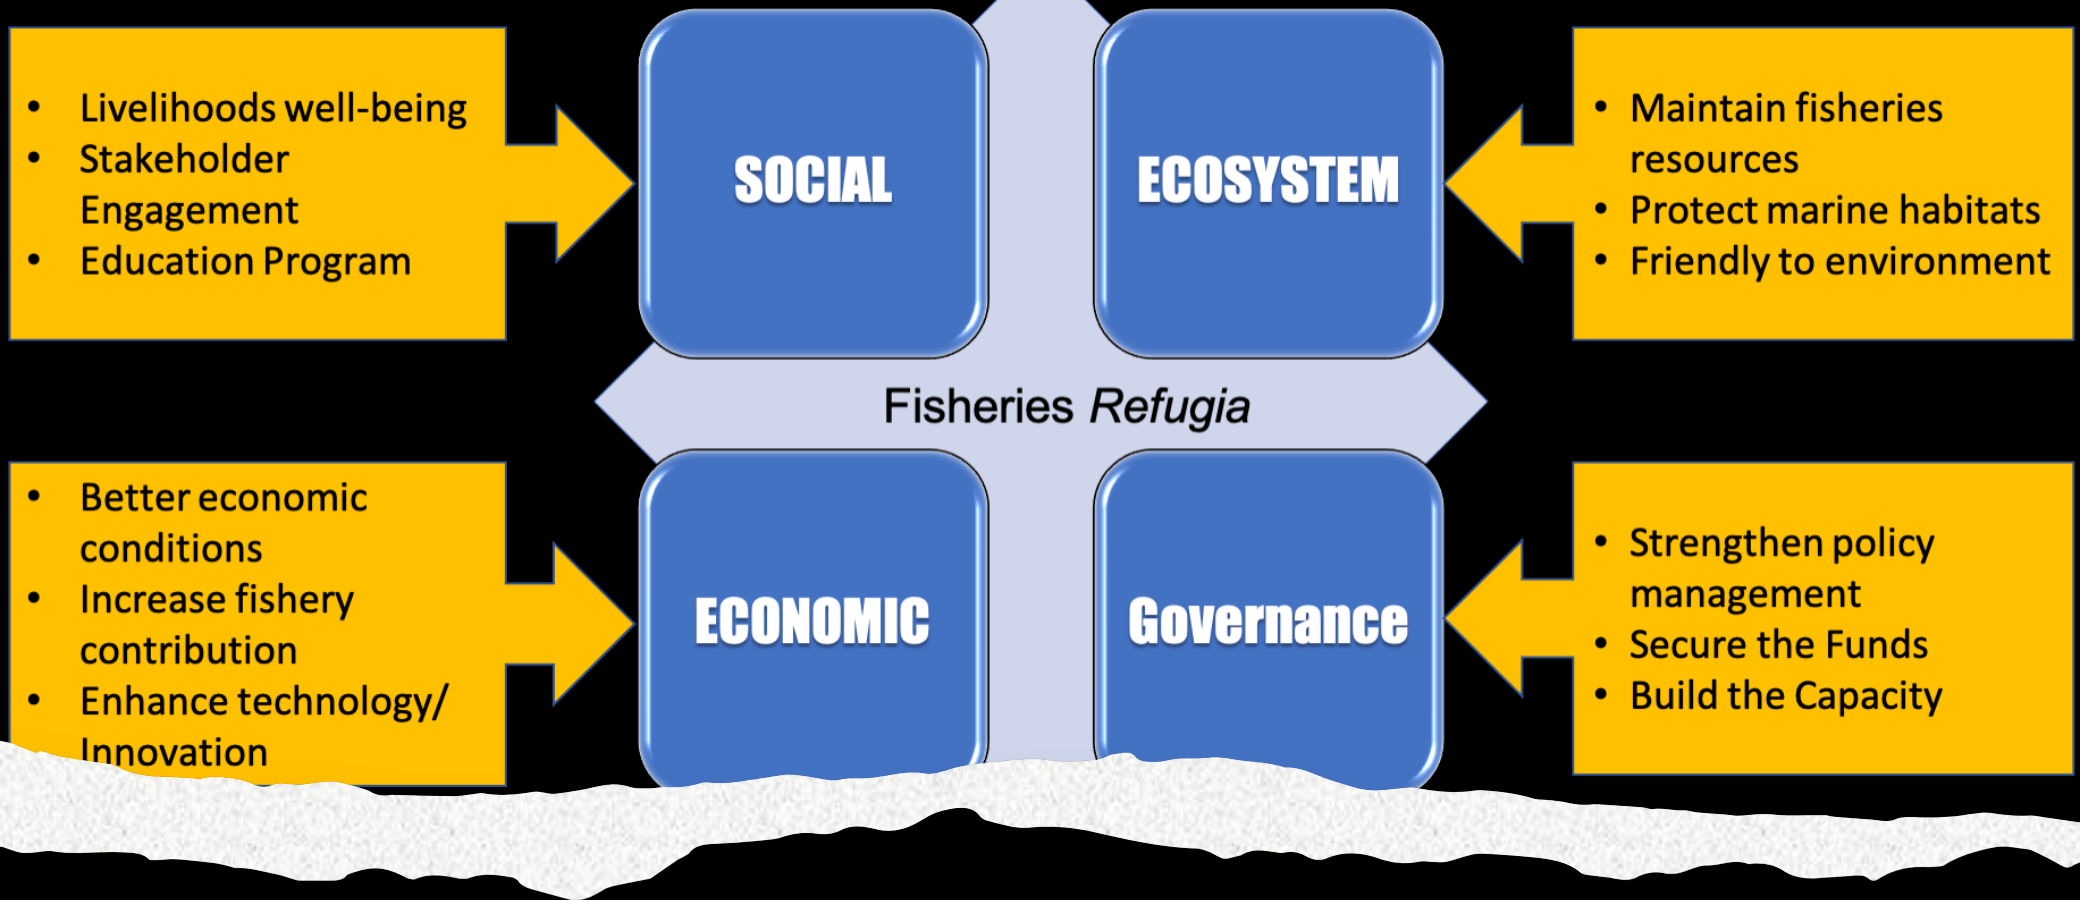 • Livelihoods well-being
• Stakeholder
Engagement
• Education Program
SOCIAL
ECOSYSTEM
• Maintain fisheries
resources
• Protect marine habitats
• Friendly to environment
Fisheries Refugia
• Better economic
conditions
• Increase fishery
contribution
• Enhance technology/
Innovation
ECONOMIC
Governance
• Strengthen policy
management
• Secure the Funds
• Build the Capacity